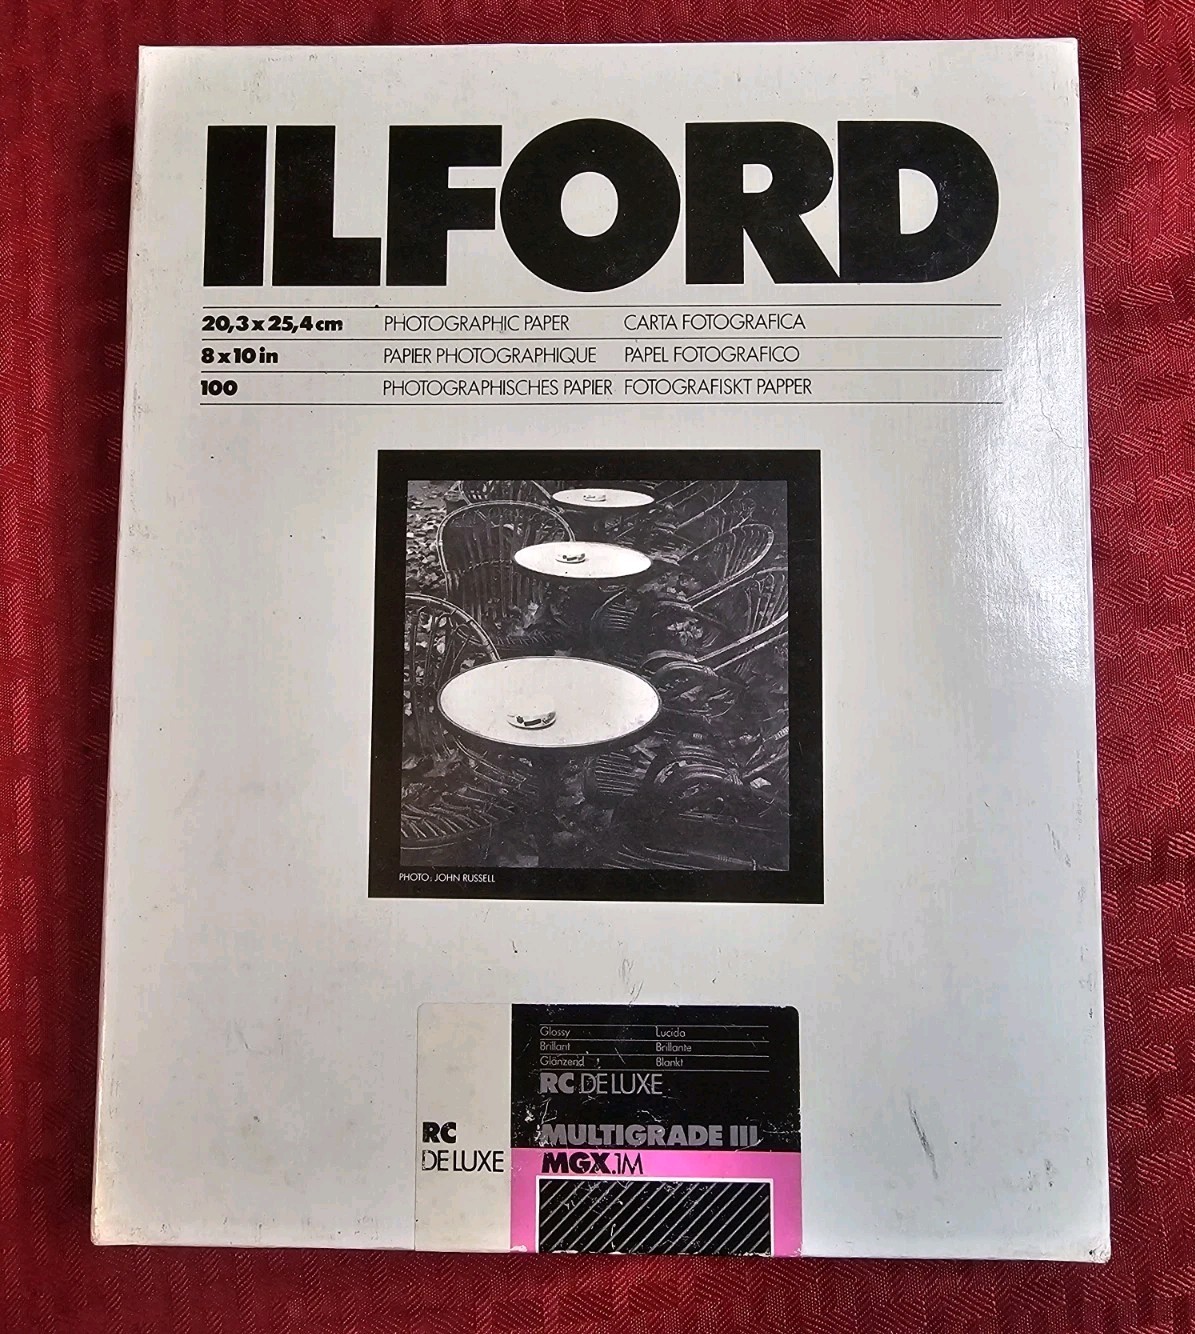 ILFORD
20,3 x 25,4 cm PHOTOGRAPHIC PAPER CARTA FOTOGRAFICA
8 x 10 in PAPIER PHOTOGRAPHIQUE PAPEL FOTOGRAFICO
100 PHOTOGRAPHISCHES PAPIER FOTOGRAFISKT PAPPER
PHOTO: JOHN RUSSELL
Glossy Lucida
Brillant Brillante
Glänzend Blankt
RC DE LUXE
MULTIGRADE III
MGX.1M
RC
DE LUXE